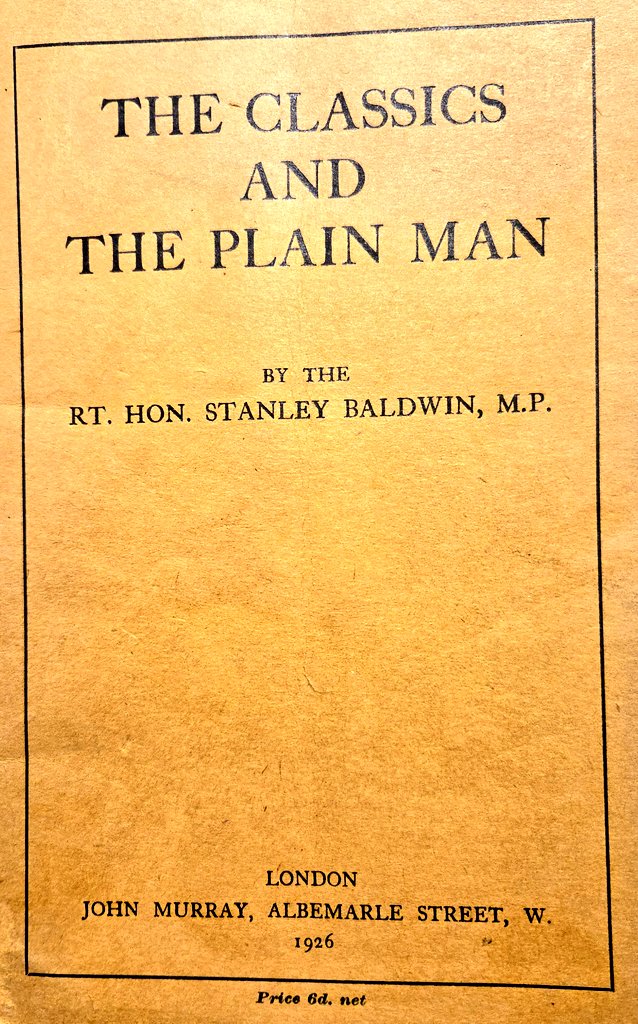 THE CLASSICS
AND
THE PLAIN MAN
BY THE
RT. HON. STANLEY BALDWIN, M.P.
LONDON
JOHN MURRAY, ALBEMARLE STREET, W.
1926
Price 6d. net